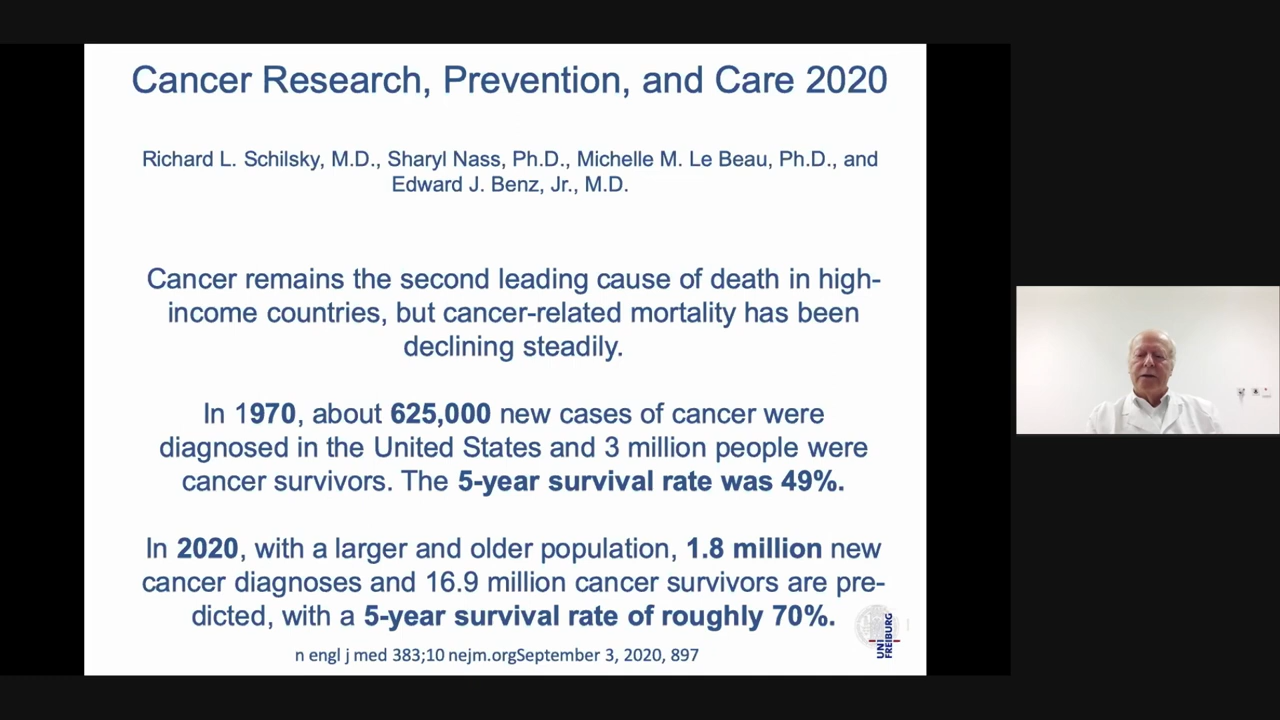 Cancer Research, Prevention, and Care 2020
Richard L. Schilsky, M.D., Sharyl Nass, Ph.D., Michelle M. Le Beau, Ph.D., and
Edward J. Benz, Jr., M.D.
Cancer remains the second leading cause of death in high-
income countries, but cancer-related mortality has been
declining steadily.
In 1970, about 625,000 new cases of cancer were
diagnosed in the United States and 3 million people were
cancer survivors. The 5-year survival rate was 49%.
In 2020, with a larger and older population, 1.8 million new
cancer diagnoses and 16.9 million cancer survivors are pre-
dicted, with a 5-year survival rate of roughly 70%.
UNI
FREIBURG
n engl j med 383;10 nejm.orgSeptember 3, 2020, 897